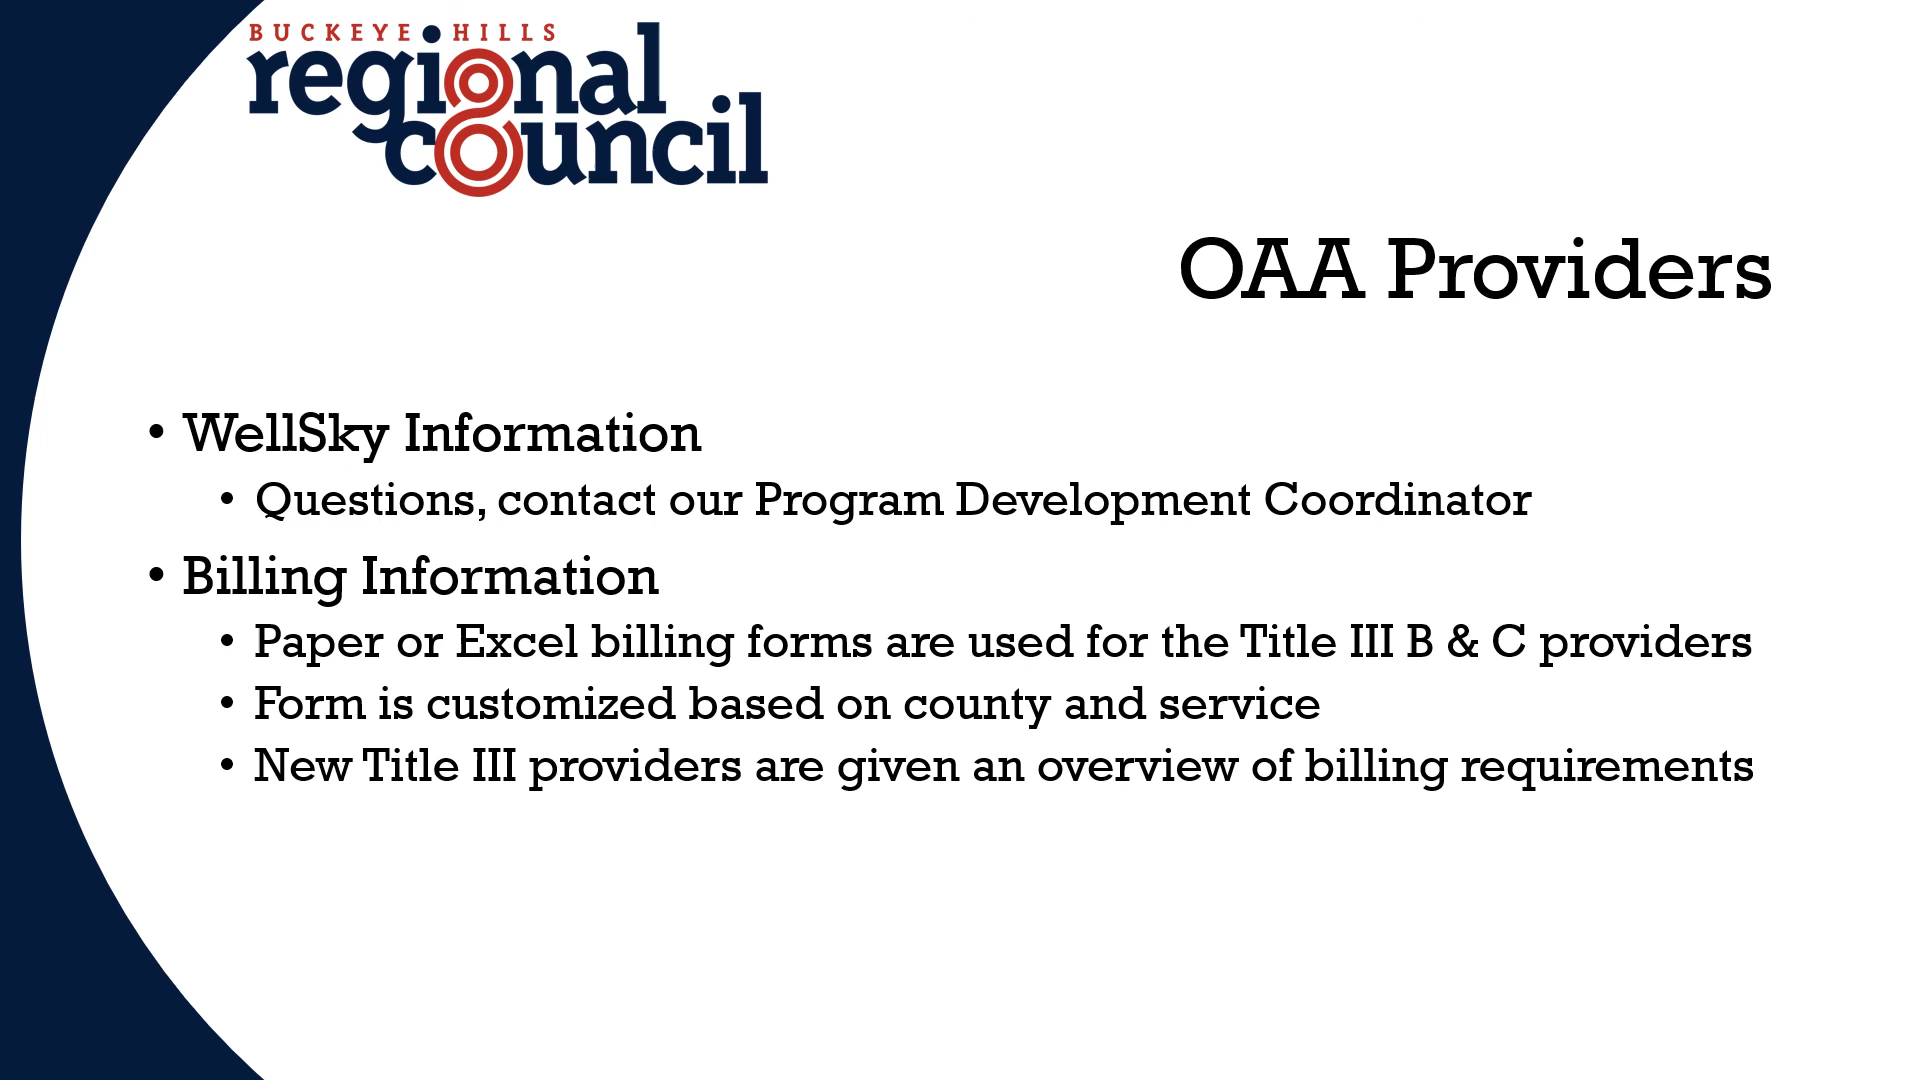 BUCKEYE HILLS
regional
council
OAA Providers
• WellSky Information
• Questions, contact our Program Development Coordinator
• Billing Information
• Paper or Excel billing forms are used for the Title III B & C providers
• Form is customized based on county and service
• New Title III providers are given an overview of billing requirements